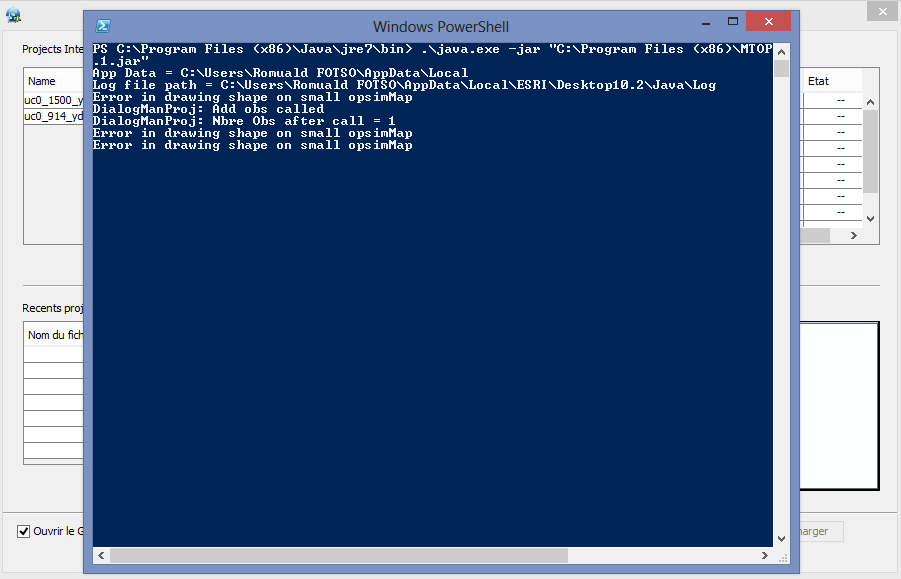 Windows PowerShell
PS C:\Program Files (x86)\Java\jre7\bin> .\java.exe -jar "C:\Program Files (x86)\MTOP
.1.jar"
App Data = C:\Users\Romuald FOTSO\AppData\Local
Log file path = C:\Users\Romuald FOTSO\AppData\Local\ESRI\Desktop10.2\Java\Log
Error in drawing shape on small opsimMap
DialogManProj: Add obs called
DialogManProj: Nbre Obs after call = 1
Error in drawing shape on small opsimMap
Error in drawing shape on small opsimMap
Projects Inte
Name
Etat
uc0_1500_y
--
uc0_914_yd
--
--
--
--
--
--
--
Recents proj
Nom du fich
Ouvrir le G
harger